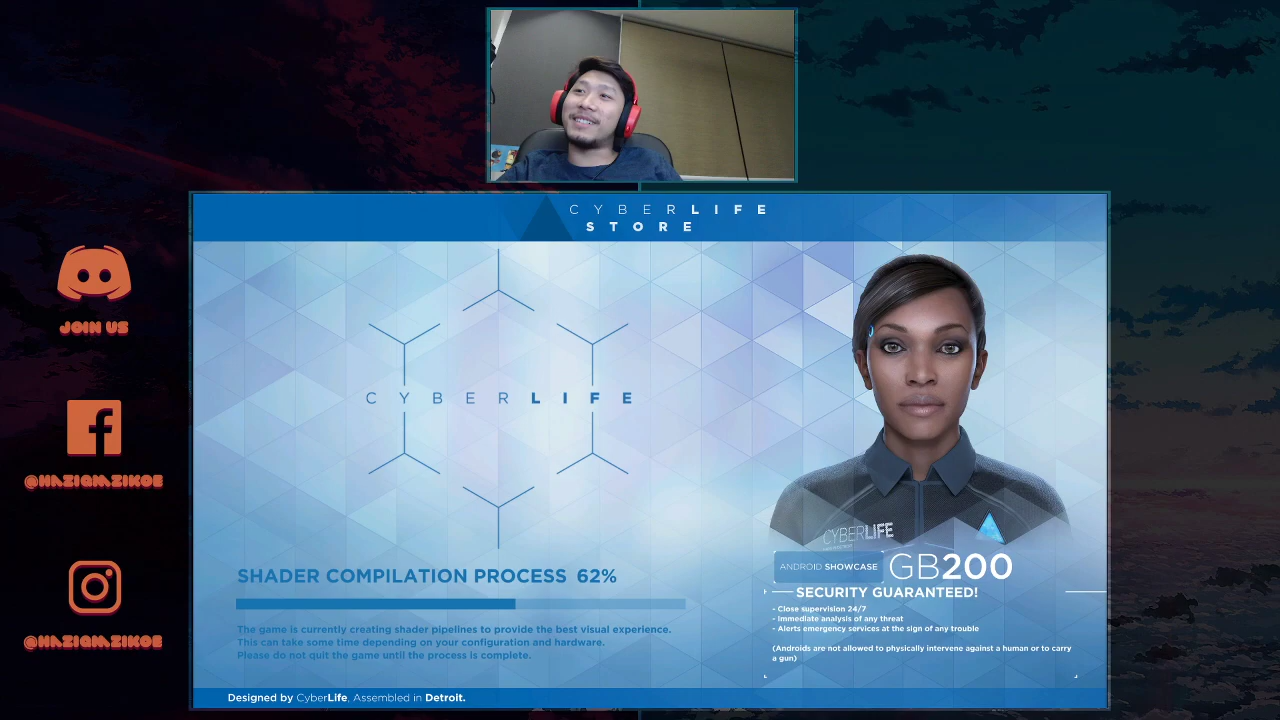 CYBERLIFE
STORE
JOIN US
@HAZIQAZIKOE
@HAZIQAZIKOE
CYBERLIFE
SHADER COMPILATION PROCESS 62%
The game is currently creating shader pipelines to provide the best visual experience.
This can take some time depending on your configuration and hardware.
Please do not quit the game until the process is complete.
CYBERLIFE
ANDROID SHOWCASE GB200
SECURITY GUARANTEED!
- Close supervision 24/7
- Immediate analysis of any threat
- Alerts emergency services at the sign of any trouble
(Androids are not allowed to physically intervene against a human or to carry
a gun)
Designed by CyberLife, Assembled in Detroit.